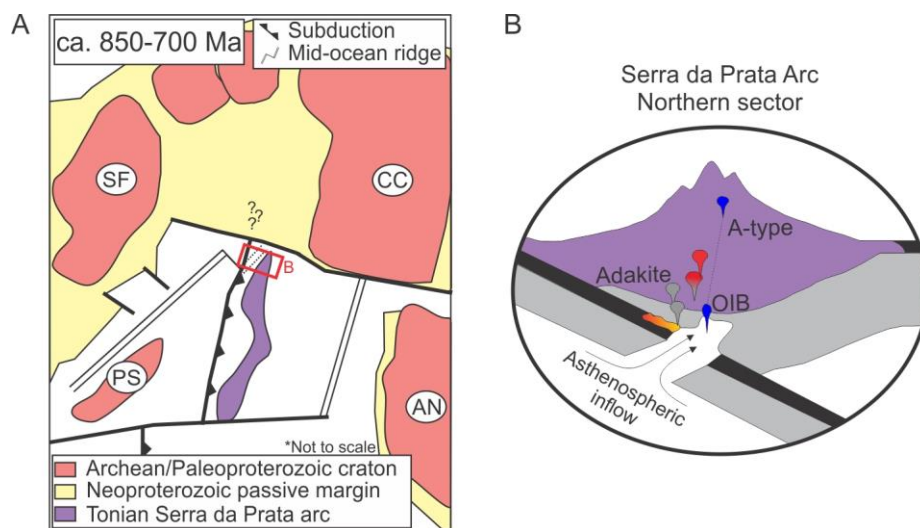 A
ca. 850-700 Ma
Subduction
Mid-ocean ridge
SF
CC
?
?
?
B
PS
AN
*Not to scale
Archean/Paleoproterozoic craton
Neoproterozoic passive margin
Tonian Serra da Prata arc
B
Serra da Prata Arc
Northern sector
A-type
Adakite
OIB
Asthenospheric
inflow